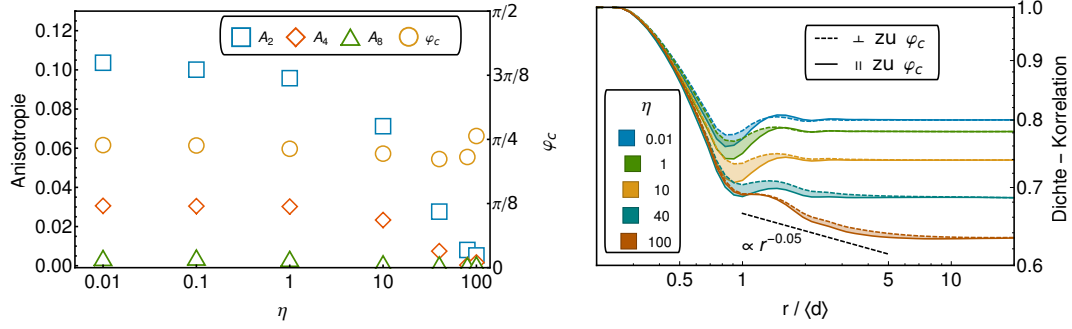 0.12
0.10
0.08
0.06
0.04
0.02
0.00
Anisotropie
A₂ A₄ A₈ φc
π/2
3π/8
π/4
π/8
0
φc
0.01 0.1 1 10 100
η
1.0
0.8
0.7
0.6
Dichte – Korrelation
⊥ zu φc
|| zu φc
η
0.01
1
10
40
100
∝ r^−0.05
0.5 1 5 10
r / ⟨d⟩